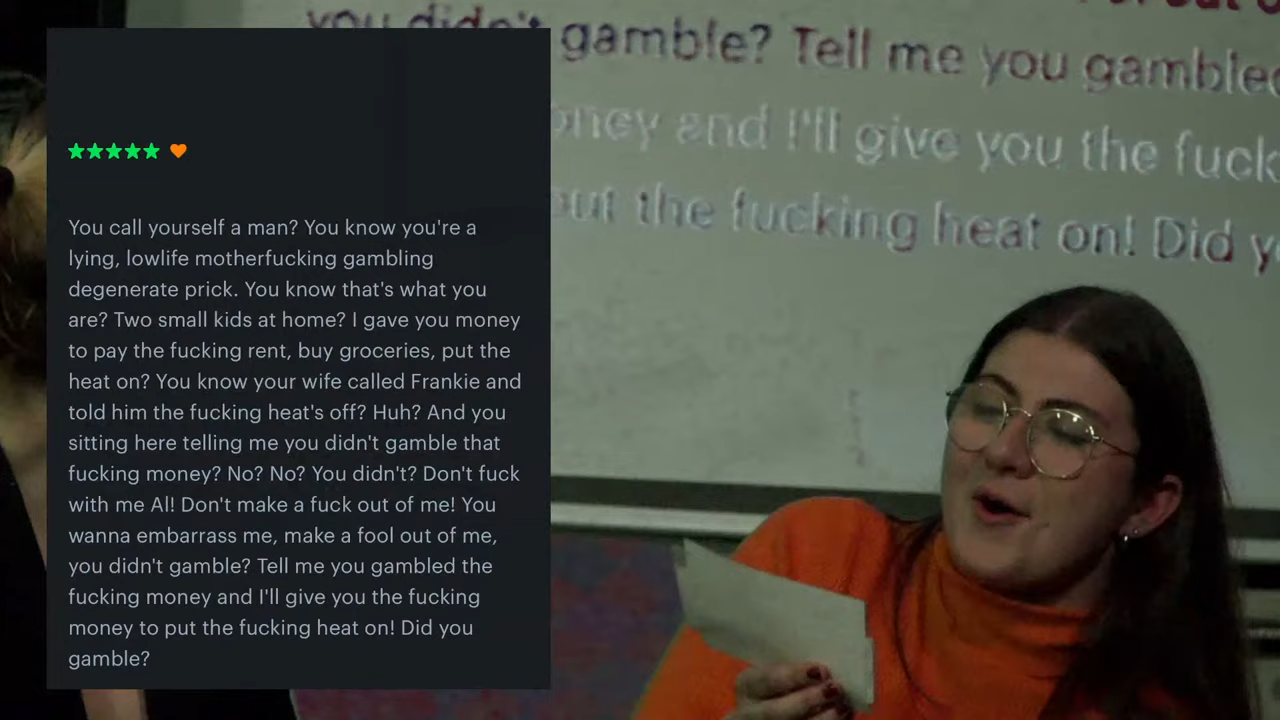 You call yourself a man? You know you're a
lying, lowlife motherfucking gambling
degenerate prick. You know that's what you
are? Two small kids at home? I gave you money
to pay the fucking rent, buy groceries, put the
heat on? You know your wife called Frankie and
told him the fucking heat's off? Huh? And you
sitting here telling me you didn't gamble that
fucking money? No? No? You didn't? Don't fuck
with me Al! Don't make a fuck out of me! You
wanna embarrass me, make a fool out of me,
you didn't gamble? Tell me you gambled the
fucking money and I'll give you the fucking
money to put the fucking heat on! Did you
gamble?
you didn't gamble? Tell me you gambled
and I'll give you the
the fucking heat on! Did